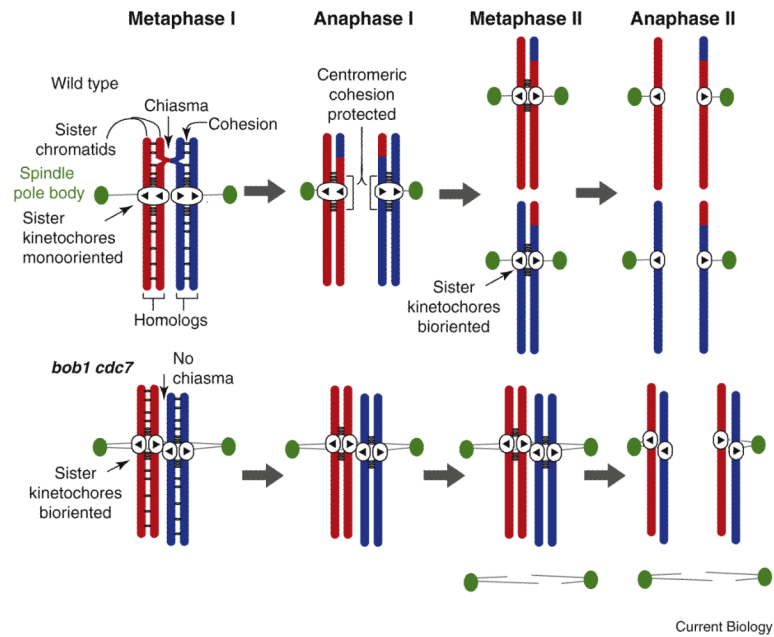 Metaphase I
Anaphase I
Metaphase II
Anaphase II
Wild type
Chiasma
Sister
chromatids
Cohesion
Spindle
pole body
Sister
kinetochores
monooriented
Homologs
Centromeric
cohesion
protected
Sister
kinetochores
bioriented
bob1 cdc7
No
chiasma
Sister
kinetochores
bioriented
Current Biology